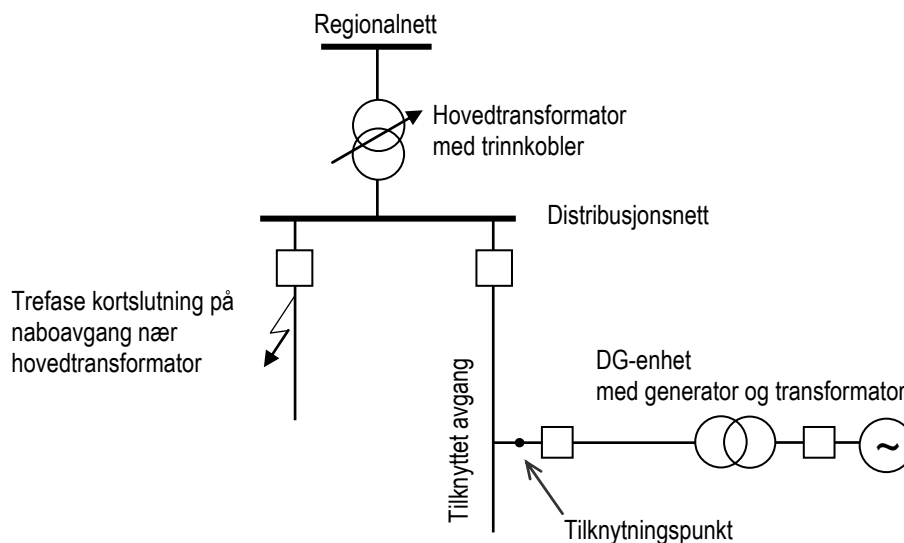 Regionalnett
Hovedtransformator
med trinnkobler
Distribusjonsnett
Trefase kortslutning på
naboavgang nær
hovedtransformator
DG-enhet
med generator og transformator
Tilknyttet avgang
~
Tilknytningspunkt